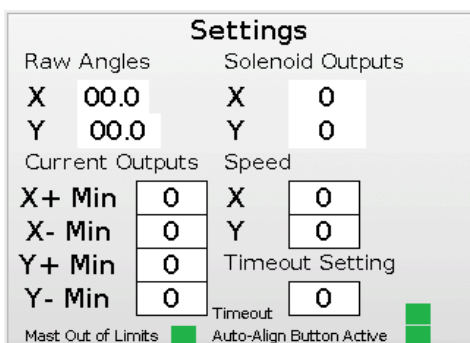 Settings
Raw Angles Solenoid Outputs
X 00.0 X 0
Y 00.0 Y 0
Current Outputs Speed
X+ Min 0 X 0
X- Min 0 Y 0
Y+ Min 0 Timeout Setting
Y- Min 0 Timeout 0
Mast Out of Limits Auto-Align Button Active